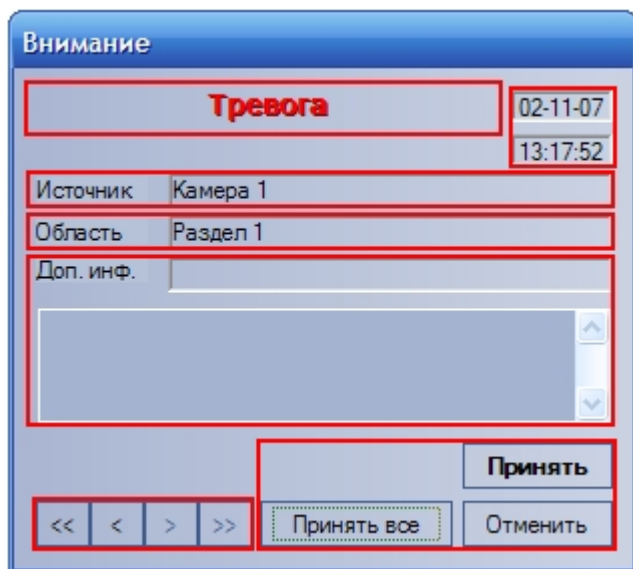 Внимание
Тревога
02-11-07
13:17:52
Источник Камера 1
Область Раздел 1
Доп. инф.
Принять
<< < > >> Принять все Отменить